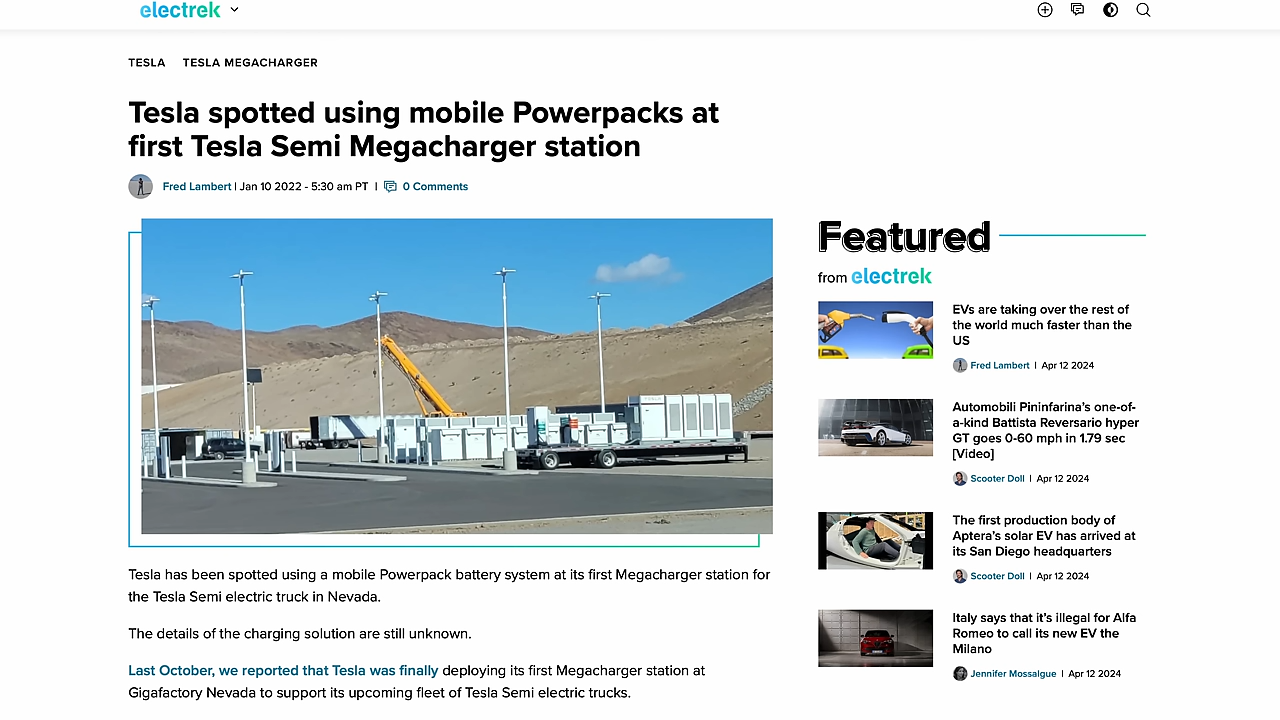 electrek
TESLA TESLA MEGACHARGER
Tesla spotted using mobile Powerpacks at
first Tesla Semi Megacharger station
Fred Lambert | Jan 10 2022 - 5:30 am PT | 0 Comments
Tesla has been spotted using a mobile Powerpack battery system at its first Megacharger station for
the Tesla Semi electric truck in Nevada.
The details of the charging solution are still unknown.
Last October, we reported that Tesla was finally deploying its first Megacharger station at
Gigafactory Nevada to support its upcoming fleet of Tesla Semi electric trucks.
Featured
from electrek
EVs are taking over the rest of
the world much faster than the
US
Fred Lambert | Apr 12 2024
Automobili Pininfarina’s one-of-
a-kind Battista Reversario hyper
GT goes 0-60 mph in 1.79 sec
[Video]
Scooter Doll | Apr 12 2024
The first production body of
Aptera’s solar EV has arrived at
its San Diego headquarters
Scooter Doll | Apr 12 2024
Italy says that it’s illegal for Alfa
Romeo to call its new EV the
Milano
Jennifer Mossalgue | Apr 12 2024